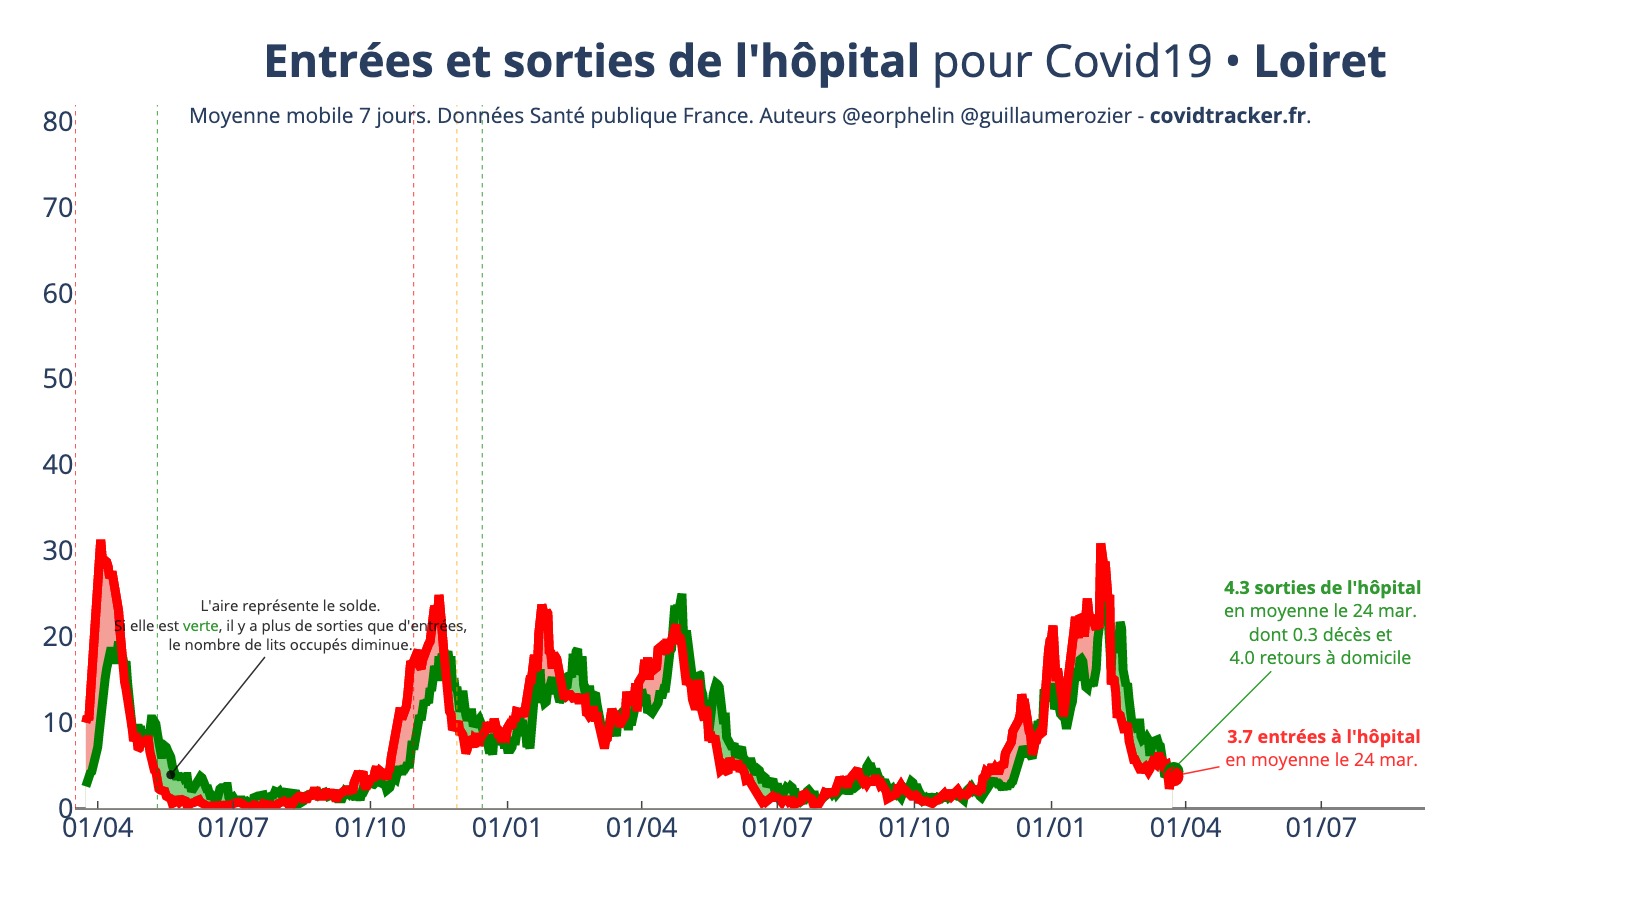 Entrées et sorties de l'hôpital pour Covid19 • Loiret
Moyenne mobile 7 jours. Données Santé publique France. Auteurs @eorphelin @guillaumerozier - covidtracker.fr.
80
70
60
50
40
30
20
10
0
L'aire représente le solde.
Si elle est verte, il y a plus de sorties que d'entrées,
le nombre de lits occupés diminue.
4.3 sorties de l'hôpital
en moyenne le 24 mar.
dont 0.3 décès et
4.0 retours à domicile
3.7 entrées à l'hôpital
en moyenne le 24 mar.
01/04 01/07 01/10 01/01 01/04 01/07 01/10 01/01 01/04 01/07